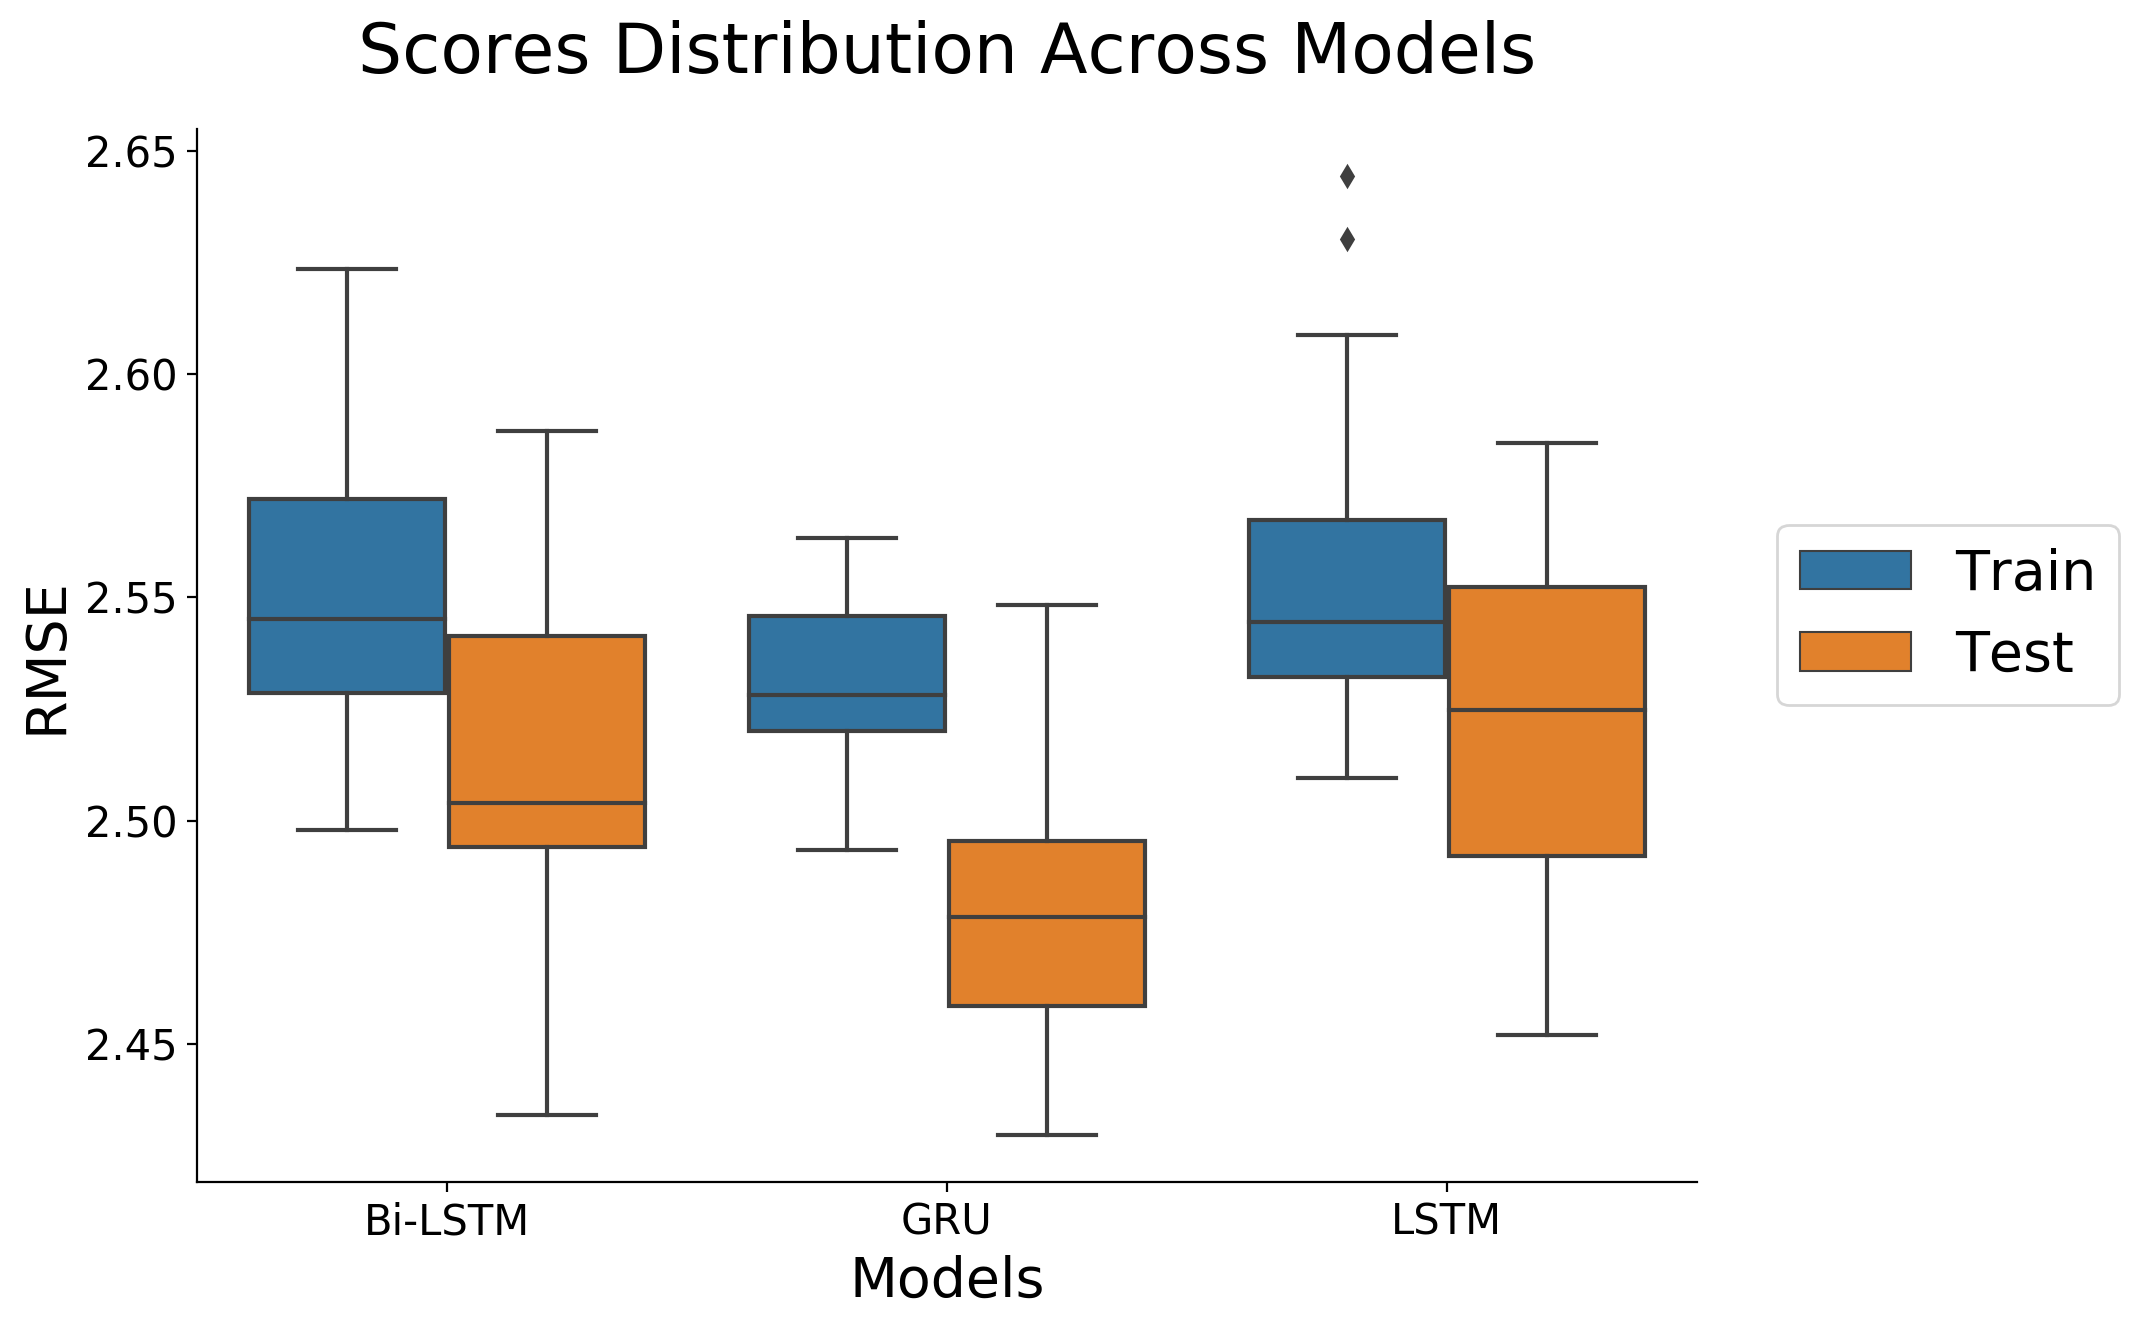 Scores Distribution Across Models
2.65
2.60
2.55
2.50
2.45
RMSE
Bi-LSTM
GRU
LSTM
Models
Train
Test